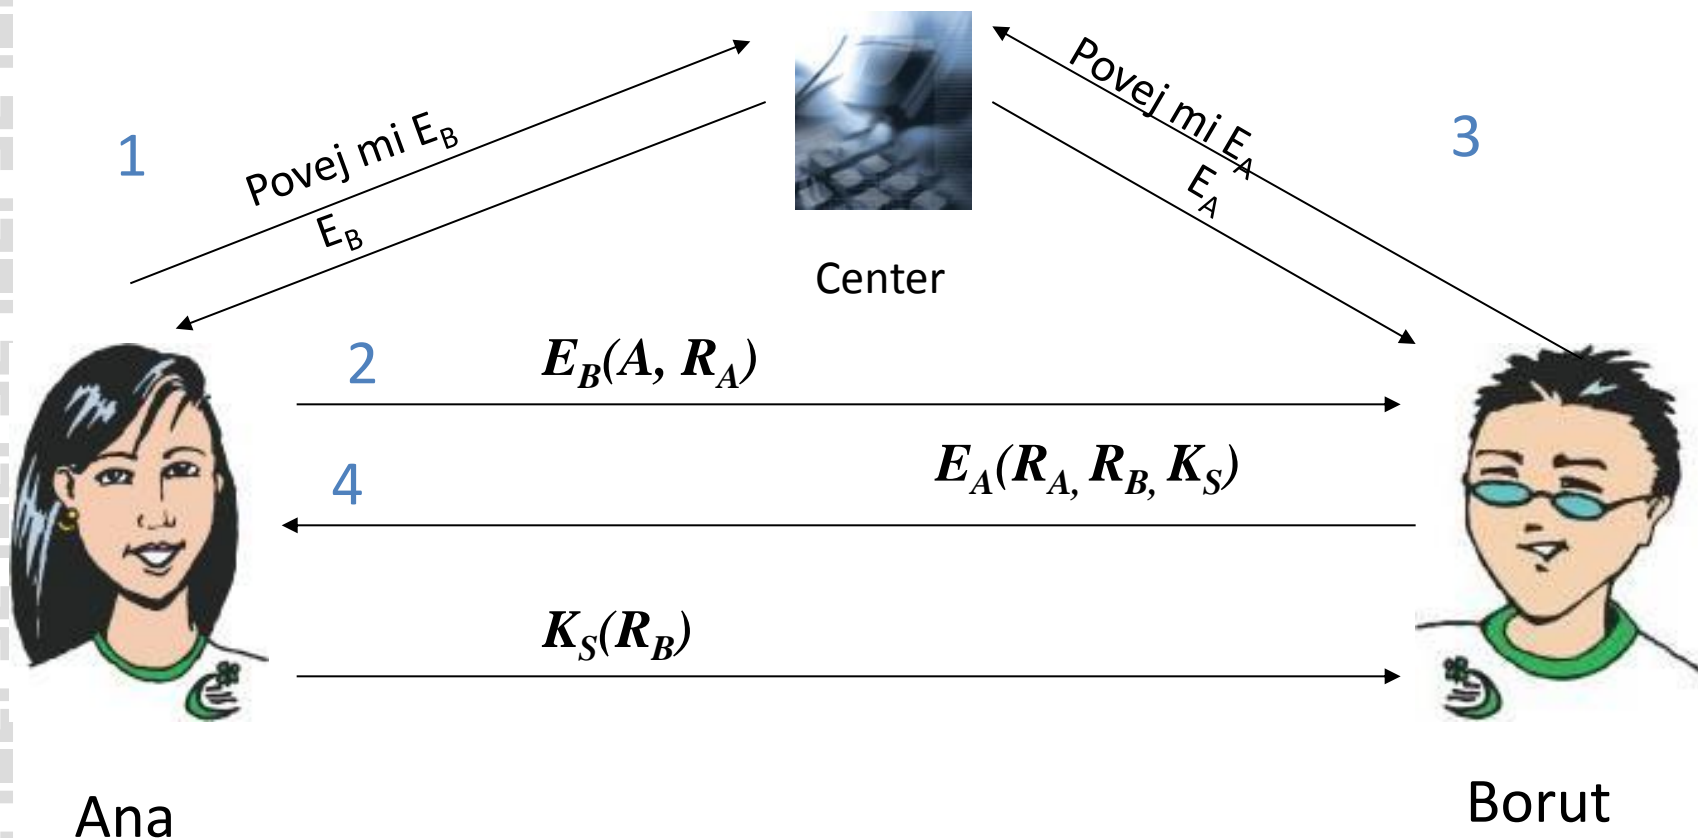 1
Povej mi E_B
E_B
Center
Povej mi E_A
E_A
3
2
E_B(A, R_A)
4
E_A(R_A, R_B, K_S)
K_S(R_B)
Ana
Borut